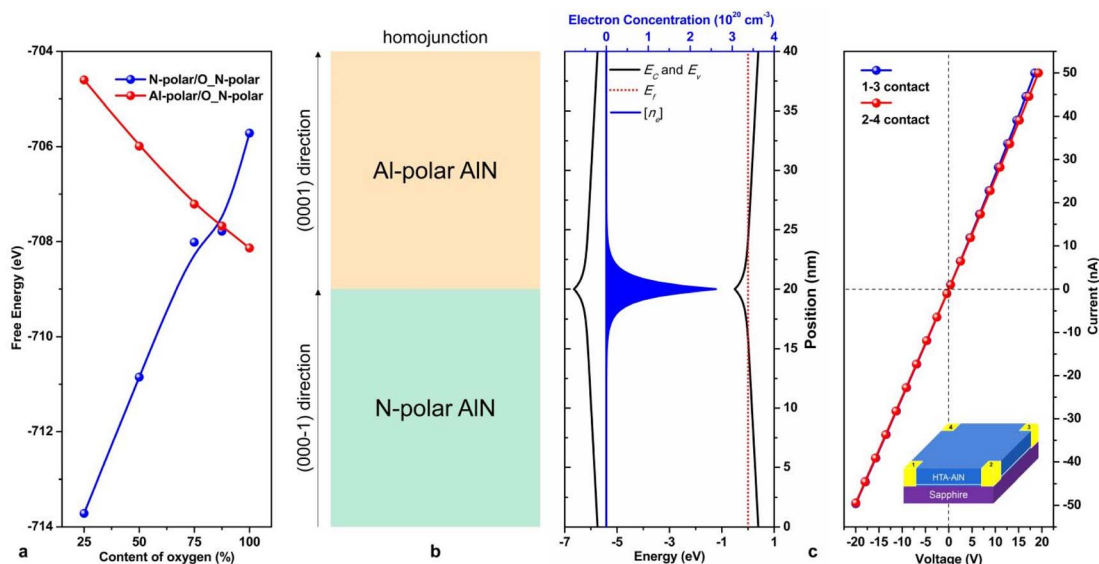 -704
-706
-708
-710
-712
-714
Free Energy (eV)
N-polar/O_N-polar
Al-polar/O_N-polar
25
50
75
100
Content of oxygen (%)
a
homojunction
(0001) direction
(000-1) direction
Al-polar AlN
N-polar AlN
b
Electron Concentration (10²⁰ cm⁻³)
0
1
2
3
4
E_C and E_v
E_f
[n_e]
40
35
30
25
20
15
10
5
0
Position (nm)
-7
-5
-3
-1
1
Energy (eV)
c
1-3 contact
2-4 contact
50
40
30
20
10
0
-10
-20
-30
-40
-50
Current (nA)
4
3
1
2
HTA-AlN
Sapphire
-20
-15
-10
-5
0
5
10
15
20
Voltage (V)